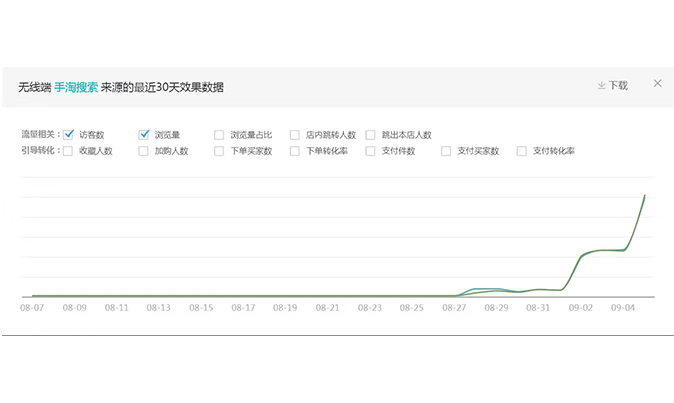 无线端 手淘搜索 来源的最近30天效果数据 下载
流量相关： 访客数 浏览量 浏览量占比 店内跳转人数 跳出本店人数
引导转化： 收藏人数 加购人数 下单买家数 下单转化率 支付件数 支付买家数 支付转化率
08-07 08-09 08-11 08-13 08-15 08-17 08-19 08-21 08-23 08-25 08-27 08-29 08-31 09-02 09-04